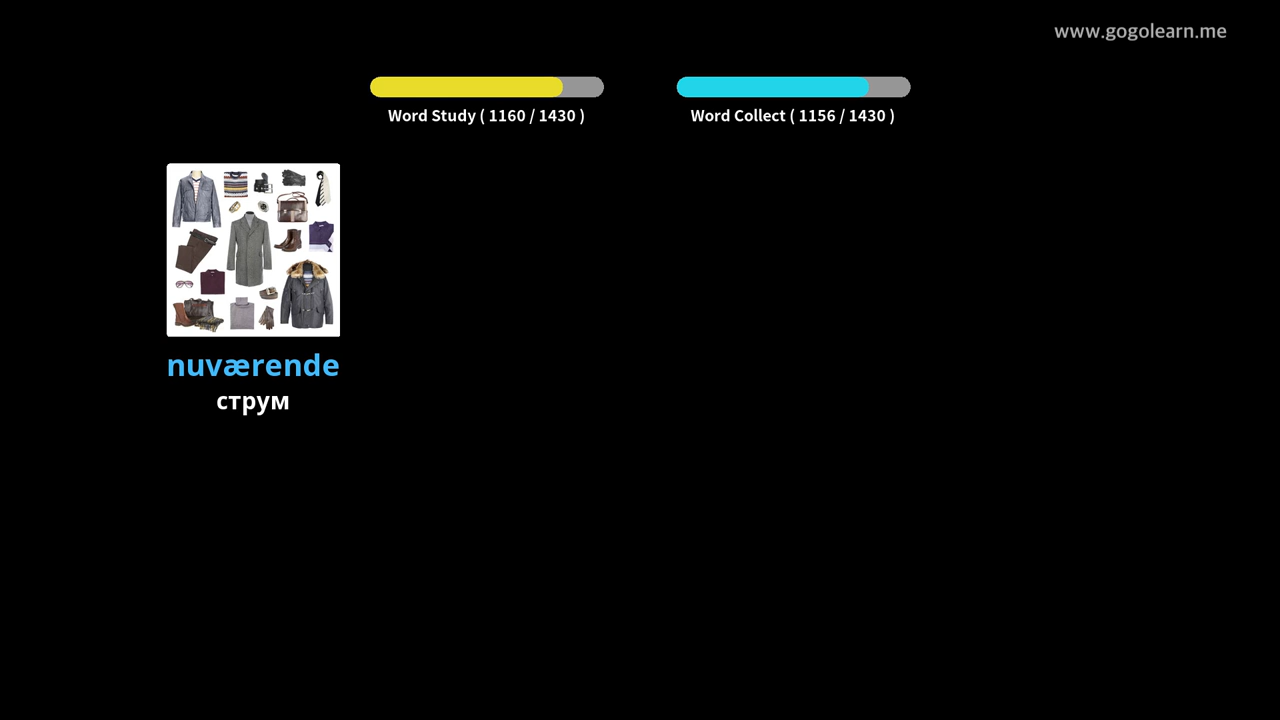 www.gogolearn.me
Word Study ( 1160 / 1430 )
Word Collect ( 1156 / 1430 )
nuværende
струм